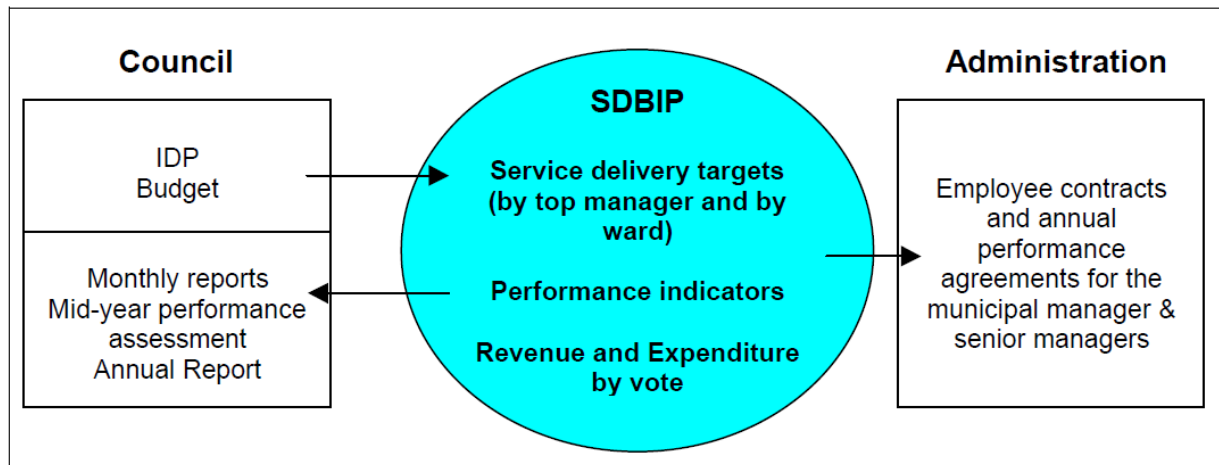 Council
IDP
Budget
Monthly reports
Mid-year performance
assessment
Annual Report
SDBIP
Service delivery targets
(by top manager and by
ward)
Performance indicators
Revenue and Expenditure
by vote
Administration
Employee contracts
and annual
performance
agreements for the
municipal manager &
senior managers